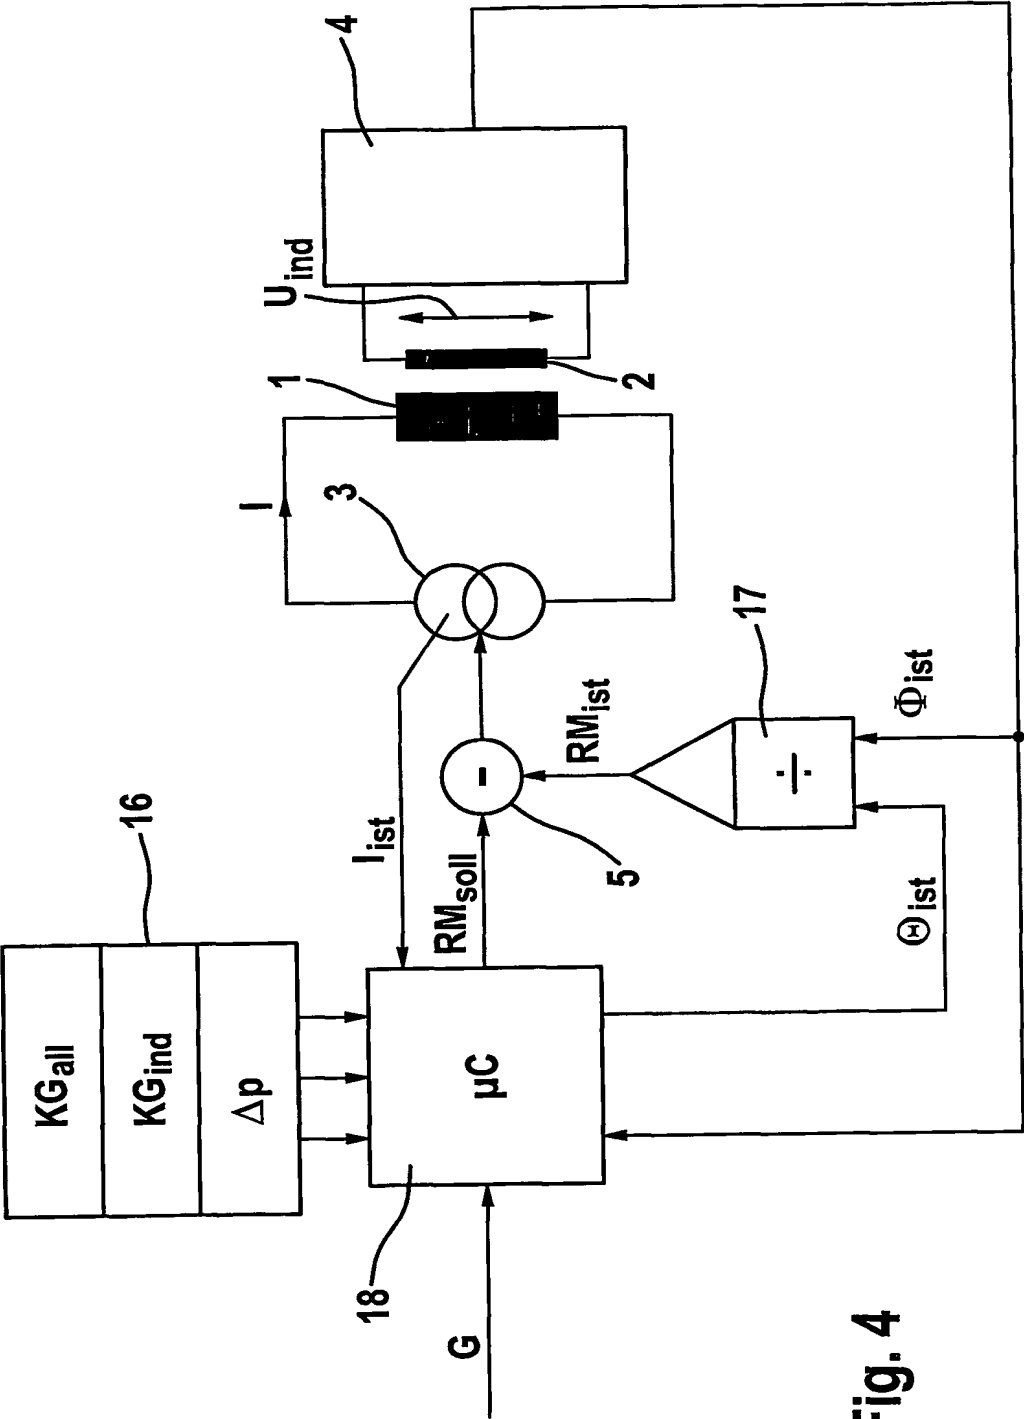 4
U_ind
1
2
I
3
17
Φ_ist
RM_ist
÷
-
5
16
I_ist
RM_soll
Θ_ist
KG_all
KG_ind
Δp
µC
18
G
Fig. 4